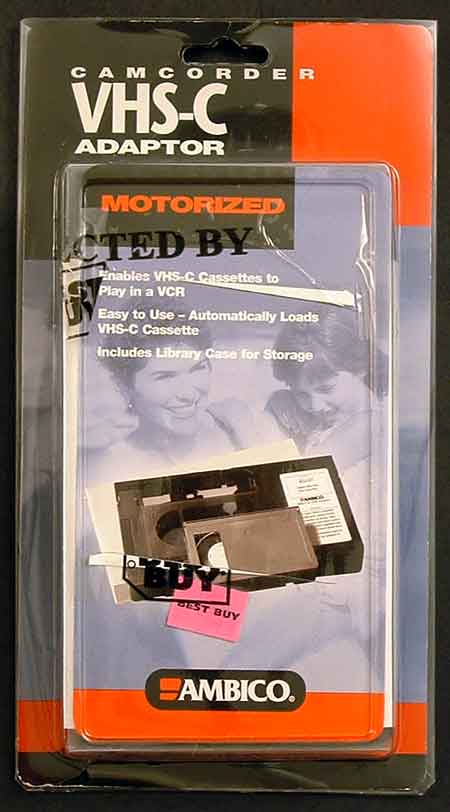 CAMCORDER
VHS-C
ADAPTOR
MOTORIZED
CTED BY
Enables VHS-C Cassettes to
Play in a VCR
Easy to Use – Automatically Loads
VHS-C Cassette
Includes Library Case for Storage
AMBICO
BUY
BEST BUY
AMBICO®